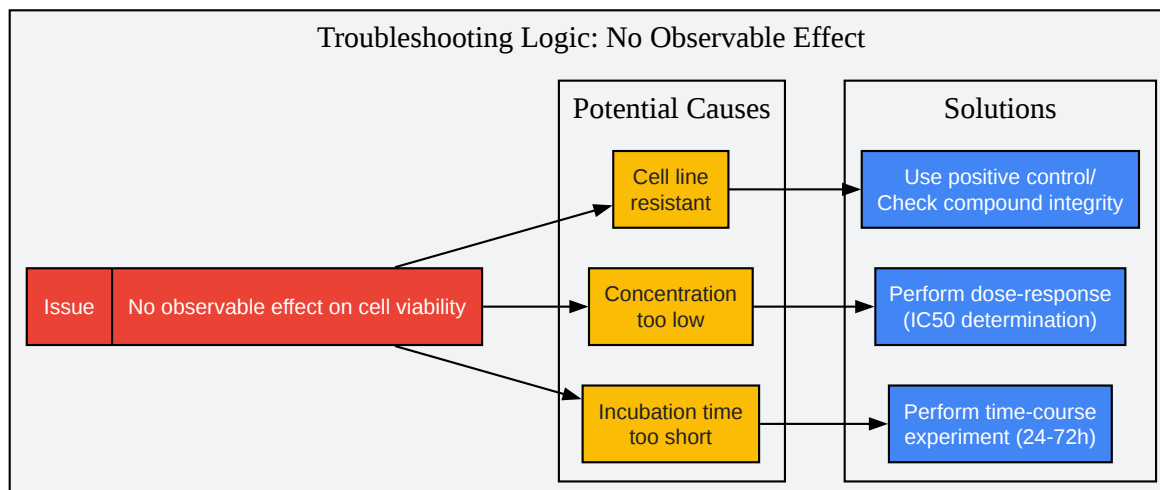 Troubleshooting Logic: No Observable Effect
Potential Causes
Solutions
Cell line
resistant
Use positive control/
Check compound integrity
Issue
No observable effect on cell viability
Concentration
too low
Perform dose-response
(IC50 determination)
Incubation time
too short
Perform time-course
experiment (24-72h)